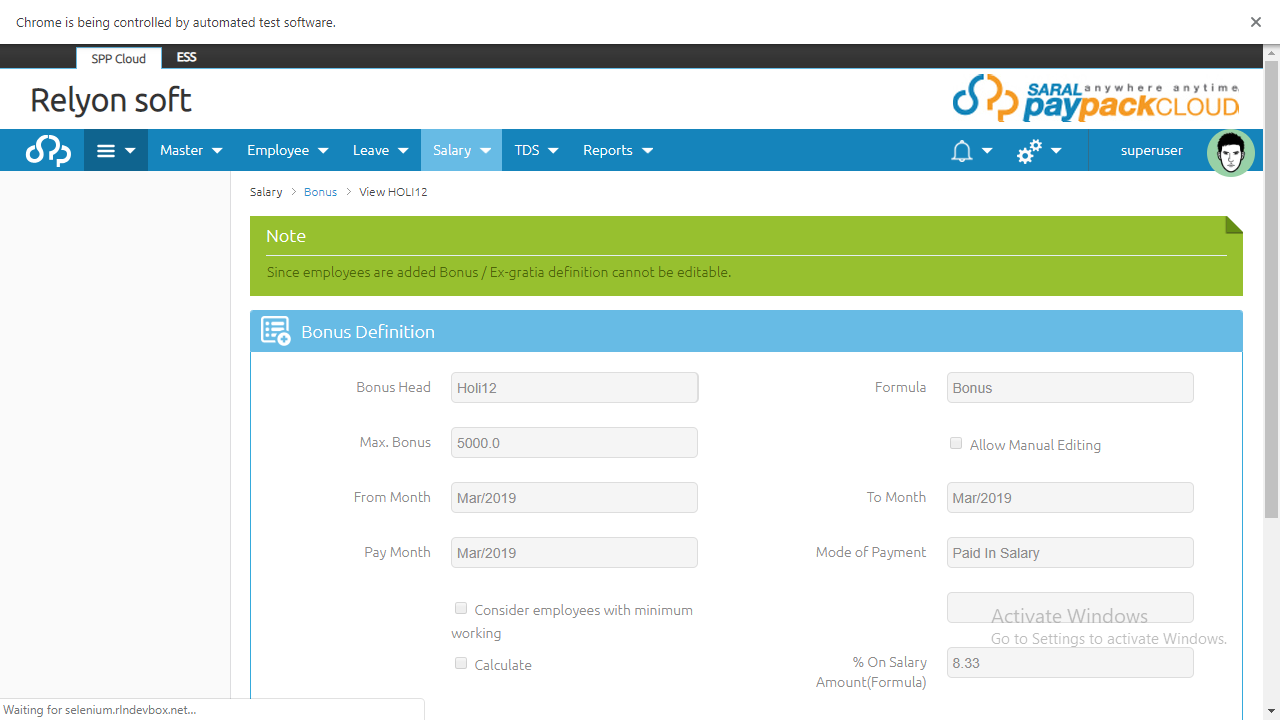 Chrome is being controlled by automated test software.
SPP Cloud ESS
Relyon soft
SARAL anywhere anytime
paypackCLOUD
Master Employee Leave Salary TDS Reports superuser
Salary > Bonus > View HOLI12
Note
Since employees are added Bonus / Ex-gratia definition cannot be editable.
Bonus Definition
Bonus Head Holi12 Formula Bonus
Max. Bonus 5000.0 Allow Manual Editing
From Month Mar/2019 To Month Mar/2019
Pay Month Mar/2019 Mode of Payment Paid In Salary
Consider employees with minimum
working
Activate Windows
Go to Settings to activate Windows.
Calculate % On Salary
Amount(Formula) 8.33
Waiting for selenium.rlndevbox.net...